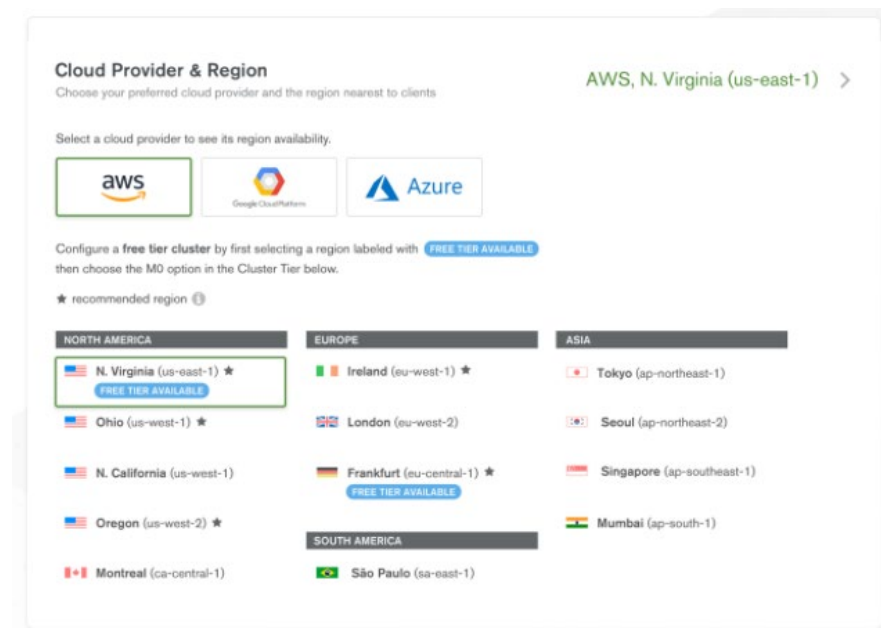 Cloud Provider & Region
AWS, N. Virginia (us-east-1)
Choose your preferred cloud provider and the region nearest to clients
Select a cloud provider to see its region availability.
aws
Google Cloud Platform
Azure
Configure a free tier cluster by first selecting a region labeled with FREE TIER AVAILABLE
then choose the M0 option in the Cluster Tier below.
★ recommended region i
NORTH AMERICA
N. Virginia (us-east-1) ★
FREE TIER AVAILABLE
Ohio (us-west-1) ★
N. California (us-west-1)
Oregon (us-west-2) ★
Montreal (ca-central-1)
EUROPE
Ireland (eu-west-1) ★
London (eu-west-2)
Frankfurt (eu-central-1) ★
FREE TIER AVAILABLE
SOUTH AMERICA
São Paulo (sa-east-1)
ASIA
Tokyo (ap-northeast-1)
Seoul (ap-northeast-2)
Singapore (ap-southeast-1)
Mumbai (ap-south-1)